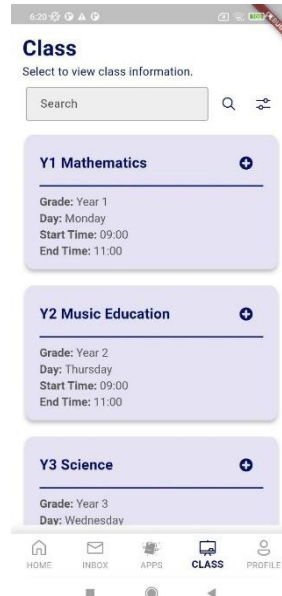 6:20
Class
Select to view class information.
Search
Y1 Mathematics
Grade: Year 1
Day: Monday
Start Time: 09:00
End Time: 11:00
Y2 Music Education
Grade: Year 2
Day: Thursday
Start Time: 09:00
End Time: 11:00
Y3 Science
Grade: Year 3
Day: Wednesday
HOME INBOX APPS CLASS PROFILE